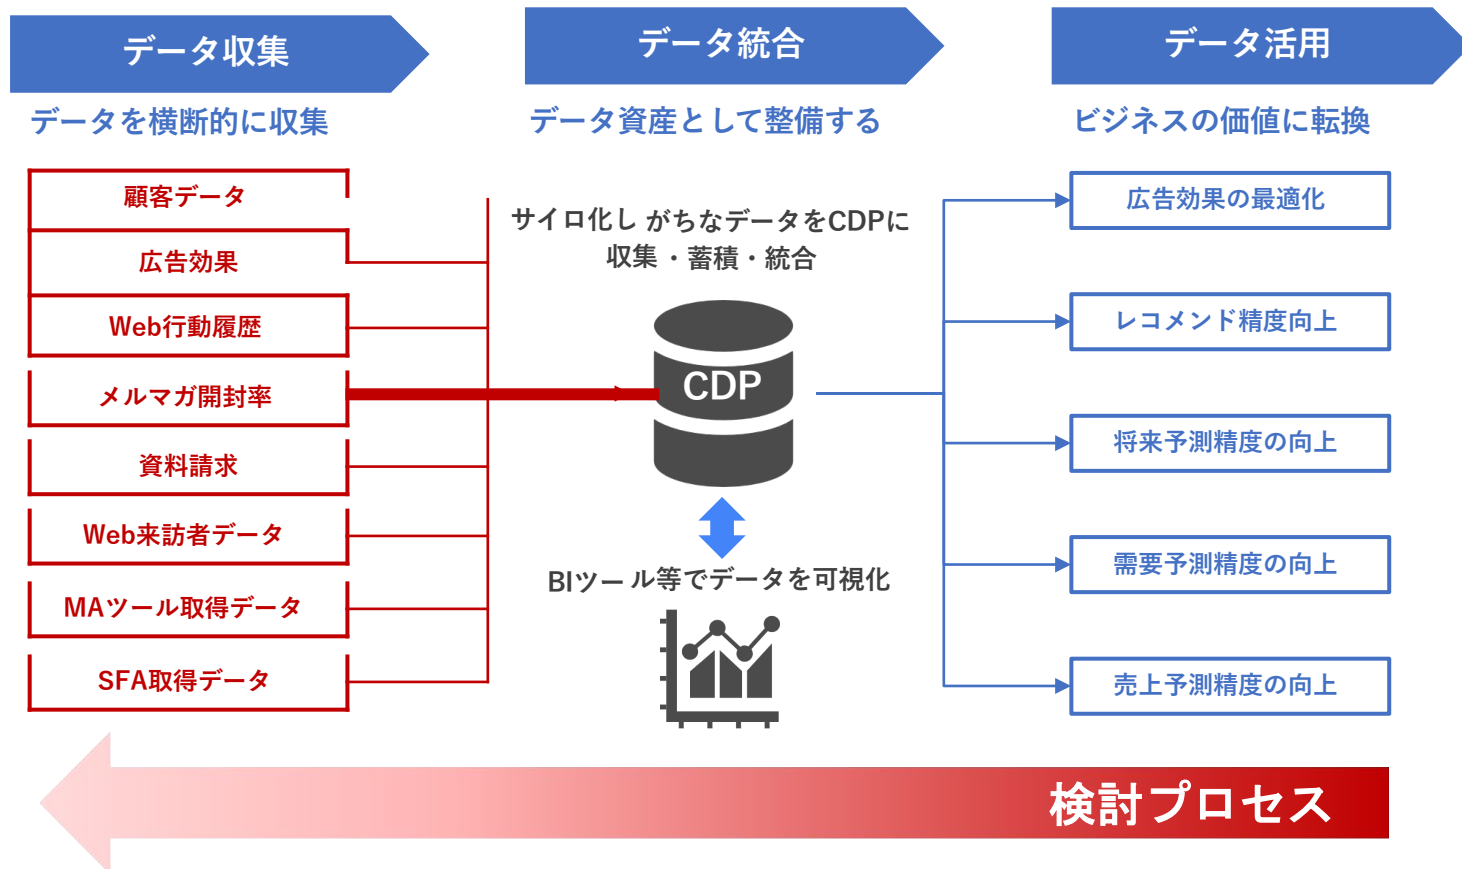 データ収集
データ統合
データ活用
データを横断的に収集
データ資産として整備する
ビジネスの価値に転換
顧客データ
広告効果
Web行動履歴
メルマガ開封率
資料請求
Web来訪者データ
MAツール取得データ
SFA取得データ
サイロ化しがちなデータをCDPに
収集・蓄積・統合
CDP
BIツール等でデータを可視化
広告効果の最適化
レコメンド精度向上
将来予測精度の向上
需要予測精度の向上
売上予測精度の向上
検討プロセス